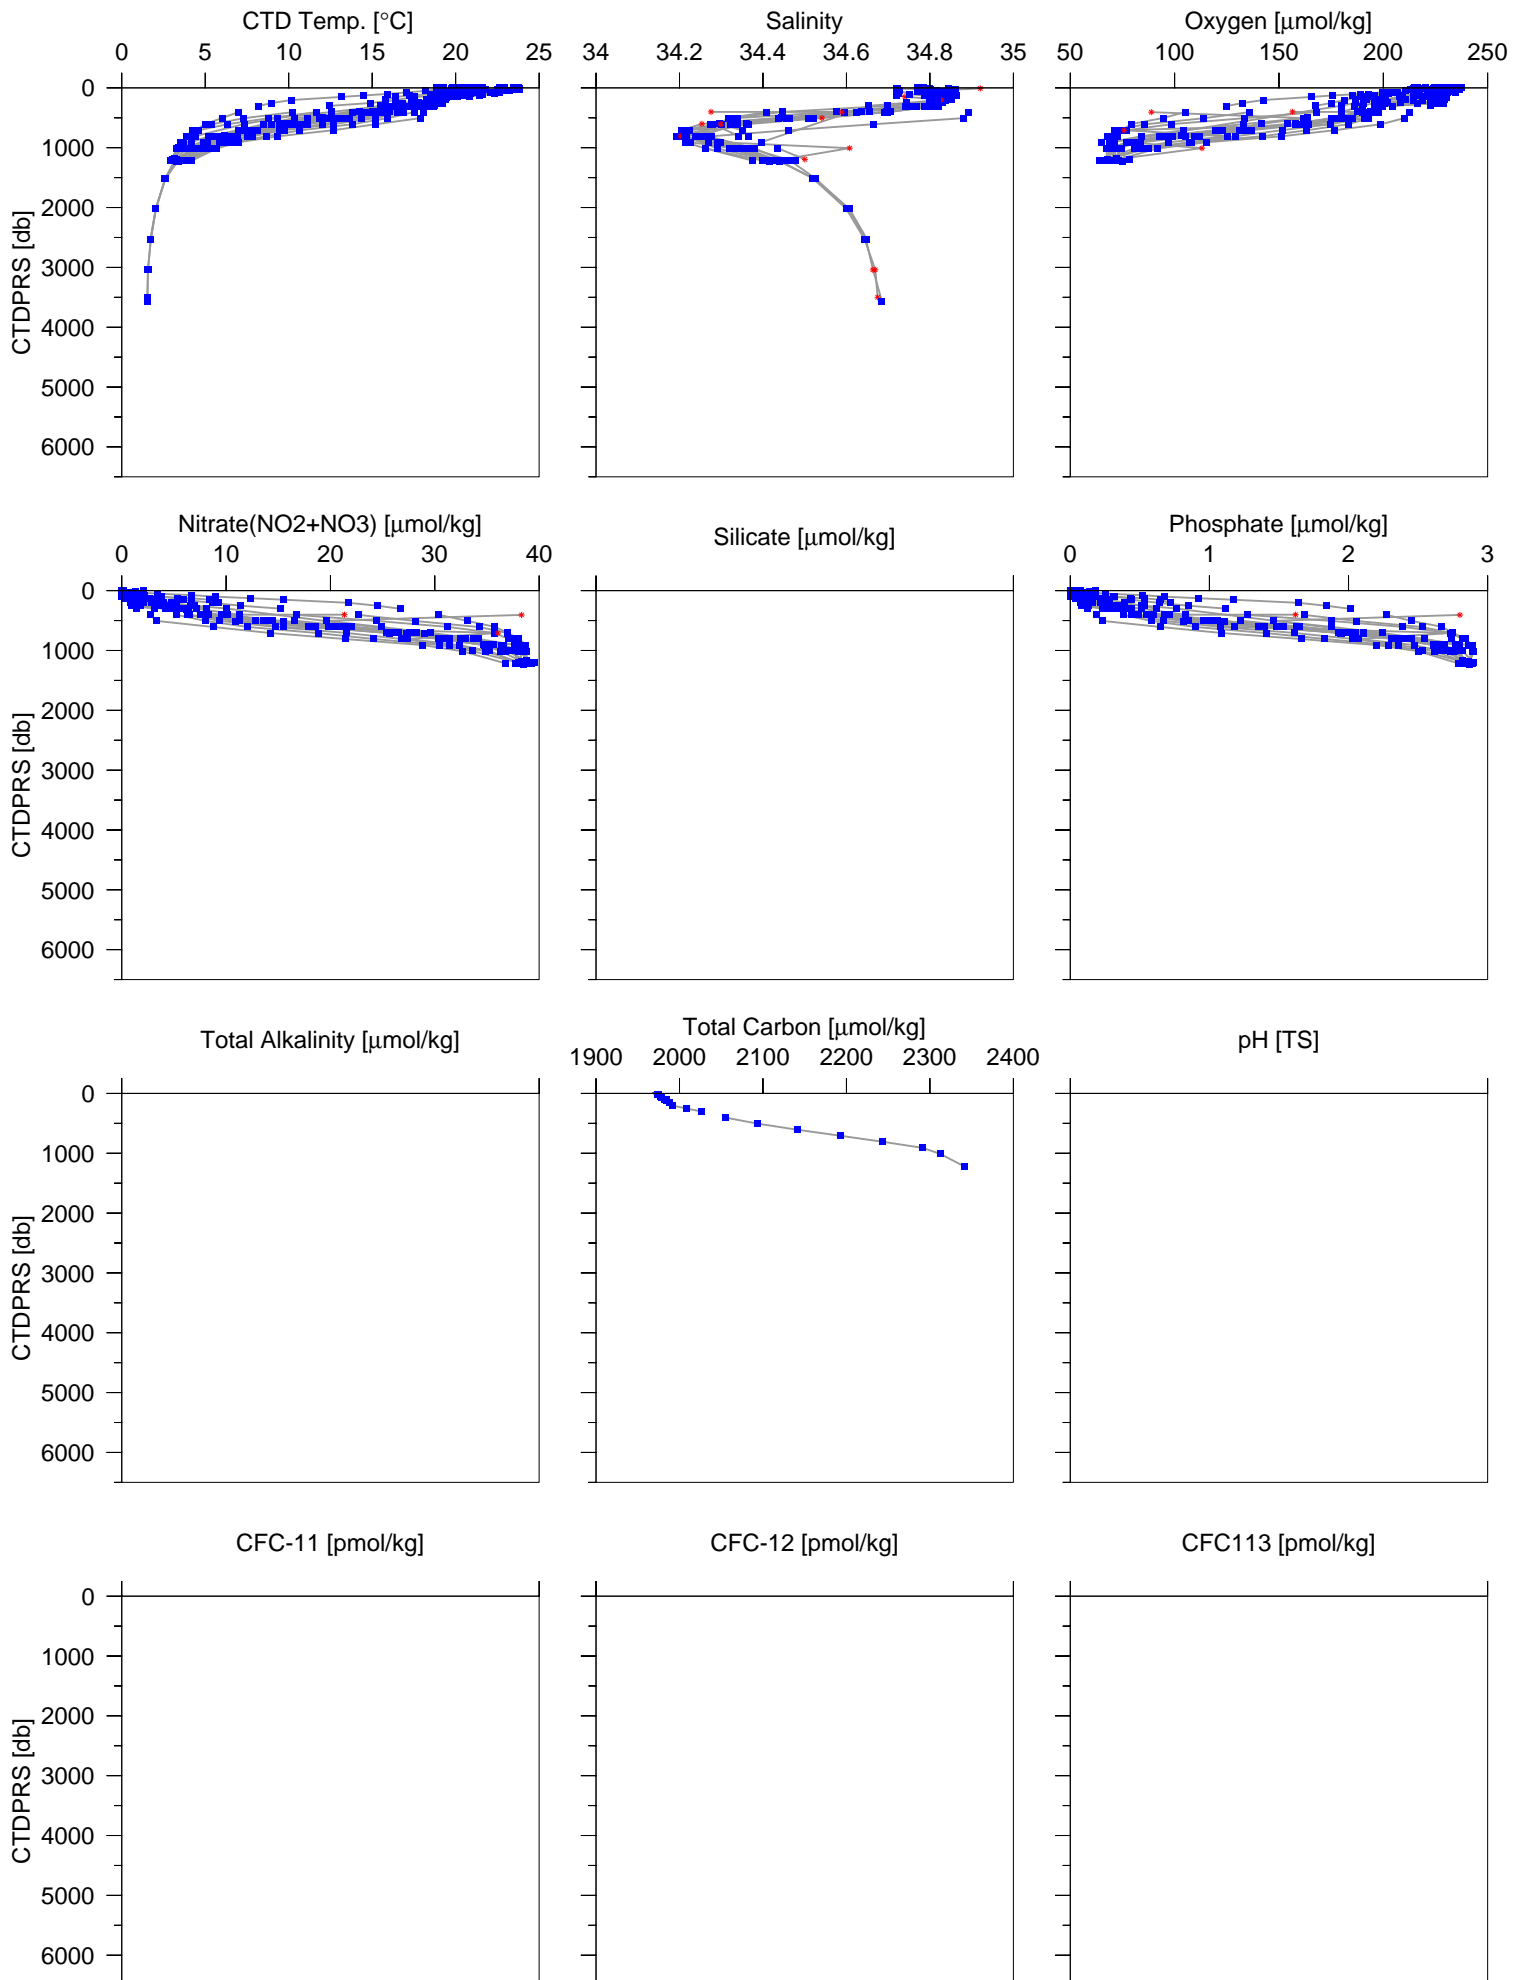 CTD Temp. [°C] Salinity Oxygen [μmol/kg]
0 5 10 15 20 25 34 34.2 34.4 34.6 34.8 35 50 100 150 200 250
0
1000
2000
3000
4000
5000
6000
CTDPRS [db]
Nitrate(NO2+NO3) [μmol/kg] Silicate [μmol/kg] Phosphate [μmol/kg]
0 10 20 30 40 0 1 2 3
0
1000
2000
3000
4000
5000
6000
CTDPRS [db]
Total Alkalinity [μmol/kg] Total Carbon [μmol/kg] pH [TS]
1900 2000 2100 2200 2300 2400
0
1000
2000
3000
4000
5000
6000
CTDPRS [db]
CFC-11 [pmol/kg] CFC-12 [pmol/kg] CFC113 [pmol/kg]
0
1000
2000
3000
4000
5000
6000
CTDPRS [db]